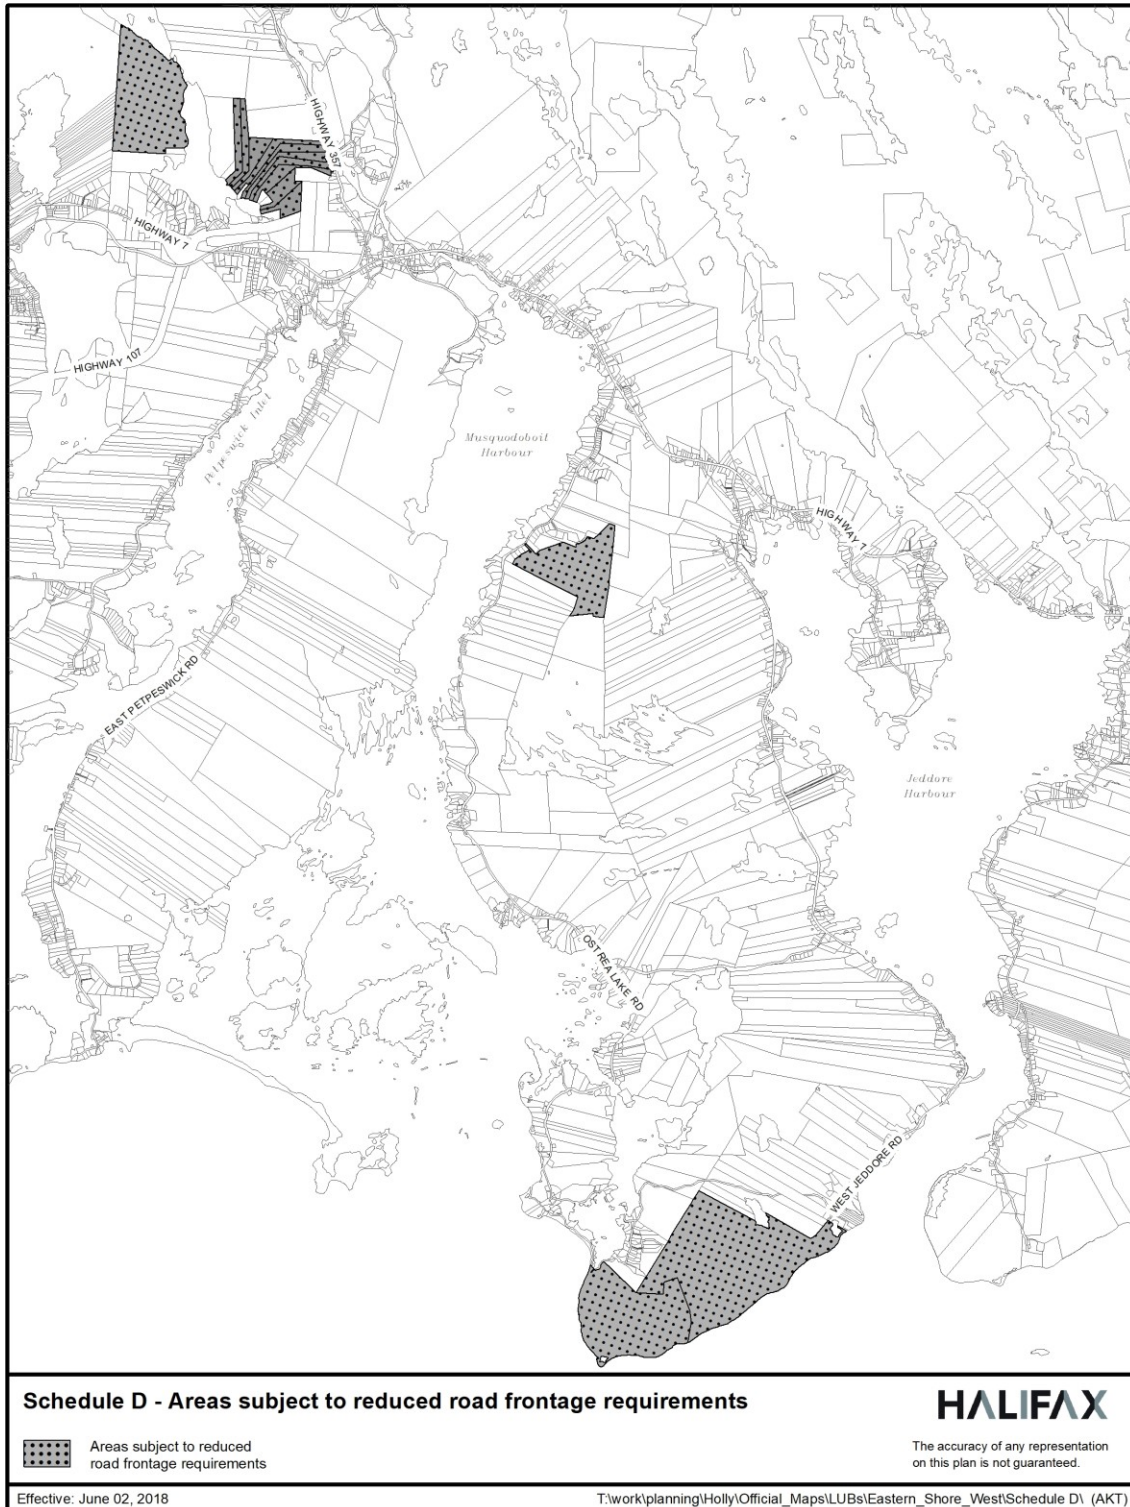 HIGHWAY 357
HIGHWAY 7
HIGHWAY 107
Petpeswick Inlet
Musquodoboit
Harbour
HIGHWAY 7
EAST PETPESWICK RD
Jeddore
Harbour
OSTREA LAKE RD
WEST JEDDORE RD
Schedule D - Areas subject to reduced road frontage requirements
HALIFAX
Areas subject to reduced
road frontage requirements
The accuracy of any representation
on this plan is not guaranteed.
Effective: June 02, 2018
T:\work\planning\Holly\Official_Maps\LUBs\Eastern_Shore_West\Schedule D\ (AKT)